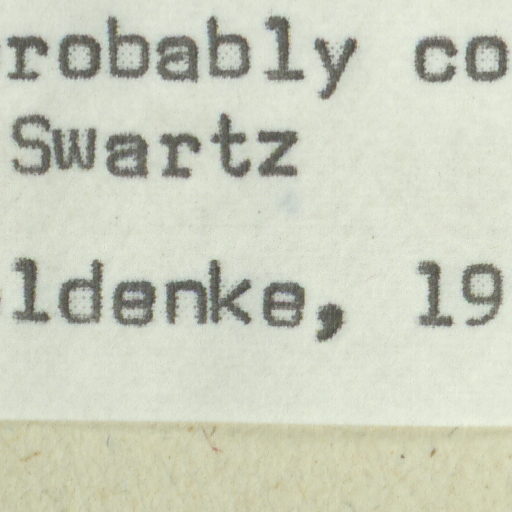 robably co
Swartz
ldenke, 19